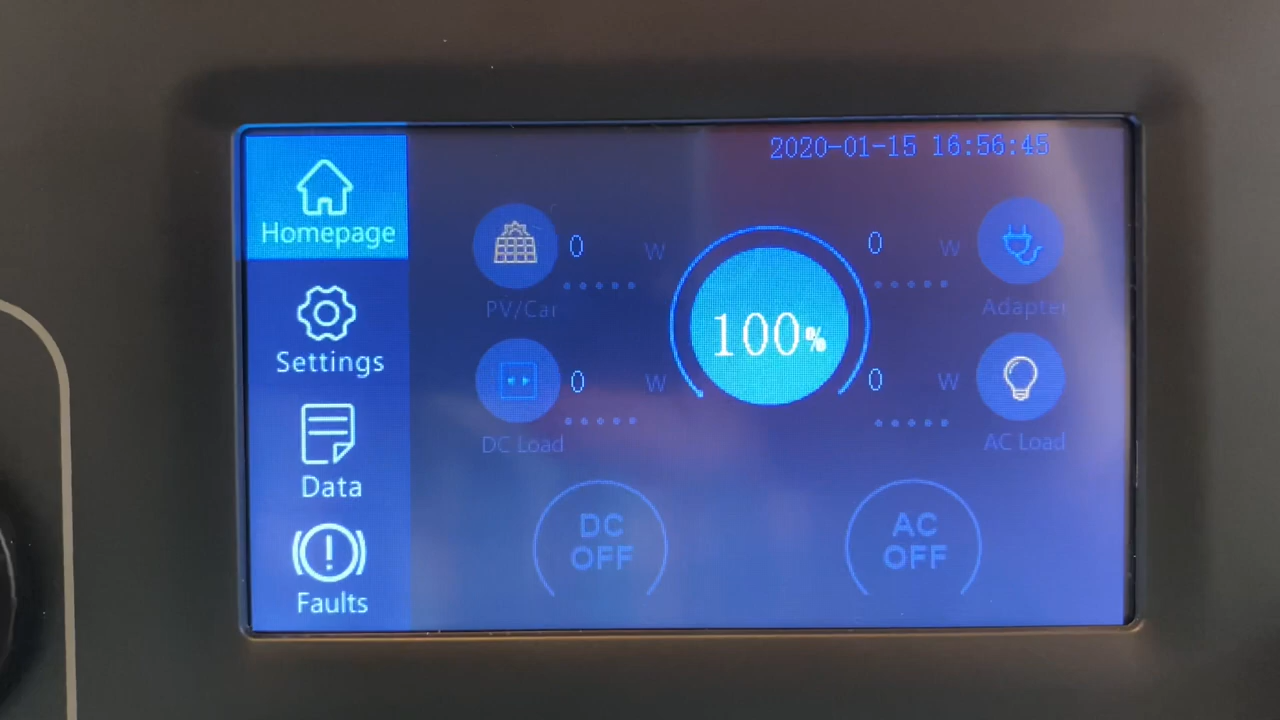 2020-01-15 16:56:45
Homepage
Settings
Data
Faults
0 W
PV/Car
0 W
Adapter
100%
0 W
DC Load
0 W
AC Load
DC
OFF
AC
OFF